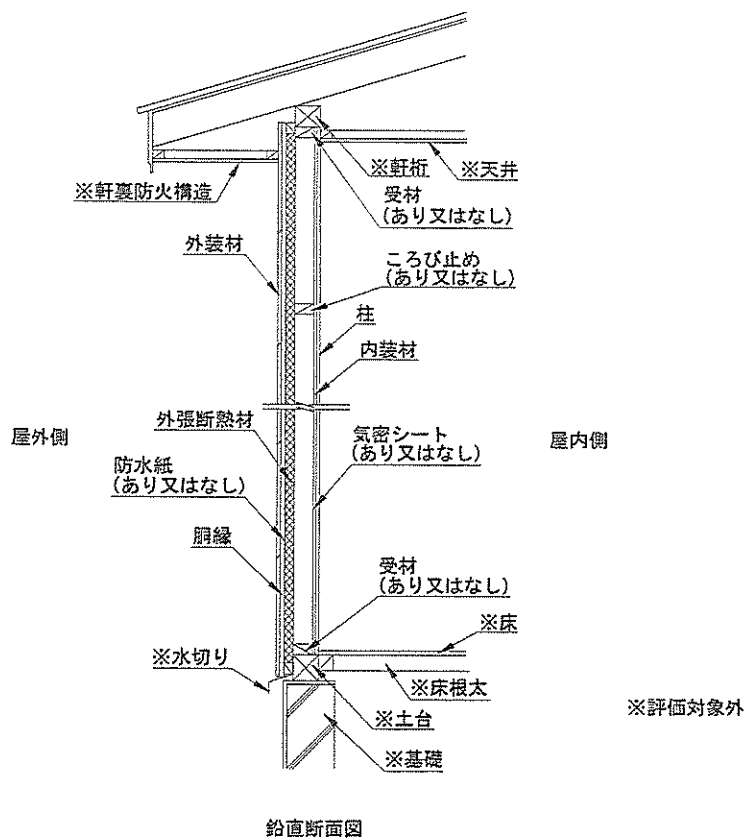 ※軒桁
※天井
※軒裏防火構造
受材
(あり又はなし)
外装材
ころび止め
(あり又はなし)
柱
内装材
屋外側
外張断熱材
気密シート
(あり又はなし)
屋内側
防水紙
(あり又はなし)
胴縁
受材
(あり又はなし)
※床
※水切り
※床根太
※土台
※評価対象外
※基礎
鉛直断面図